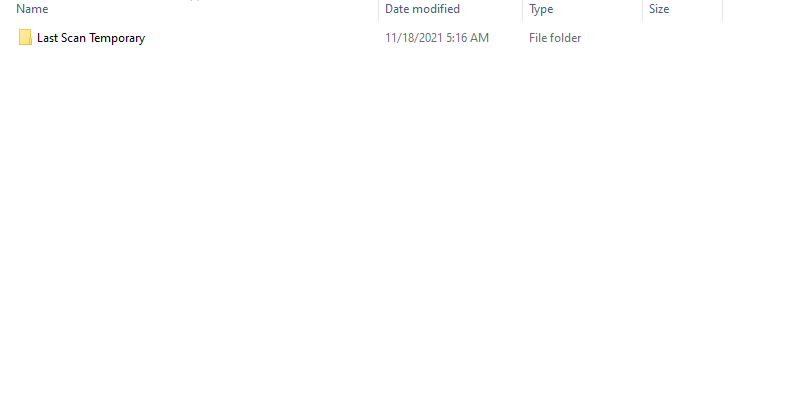 Name Date modified Type Size
Last Scan Temporary 11/18/2021 5:16 AM File folder